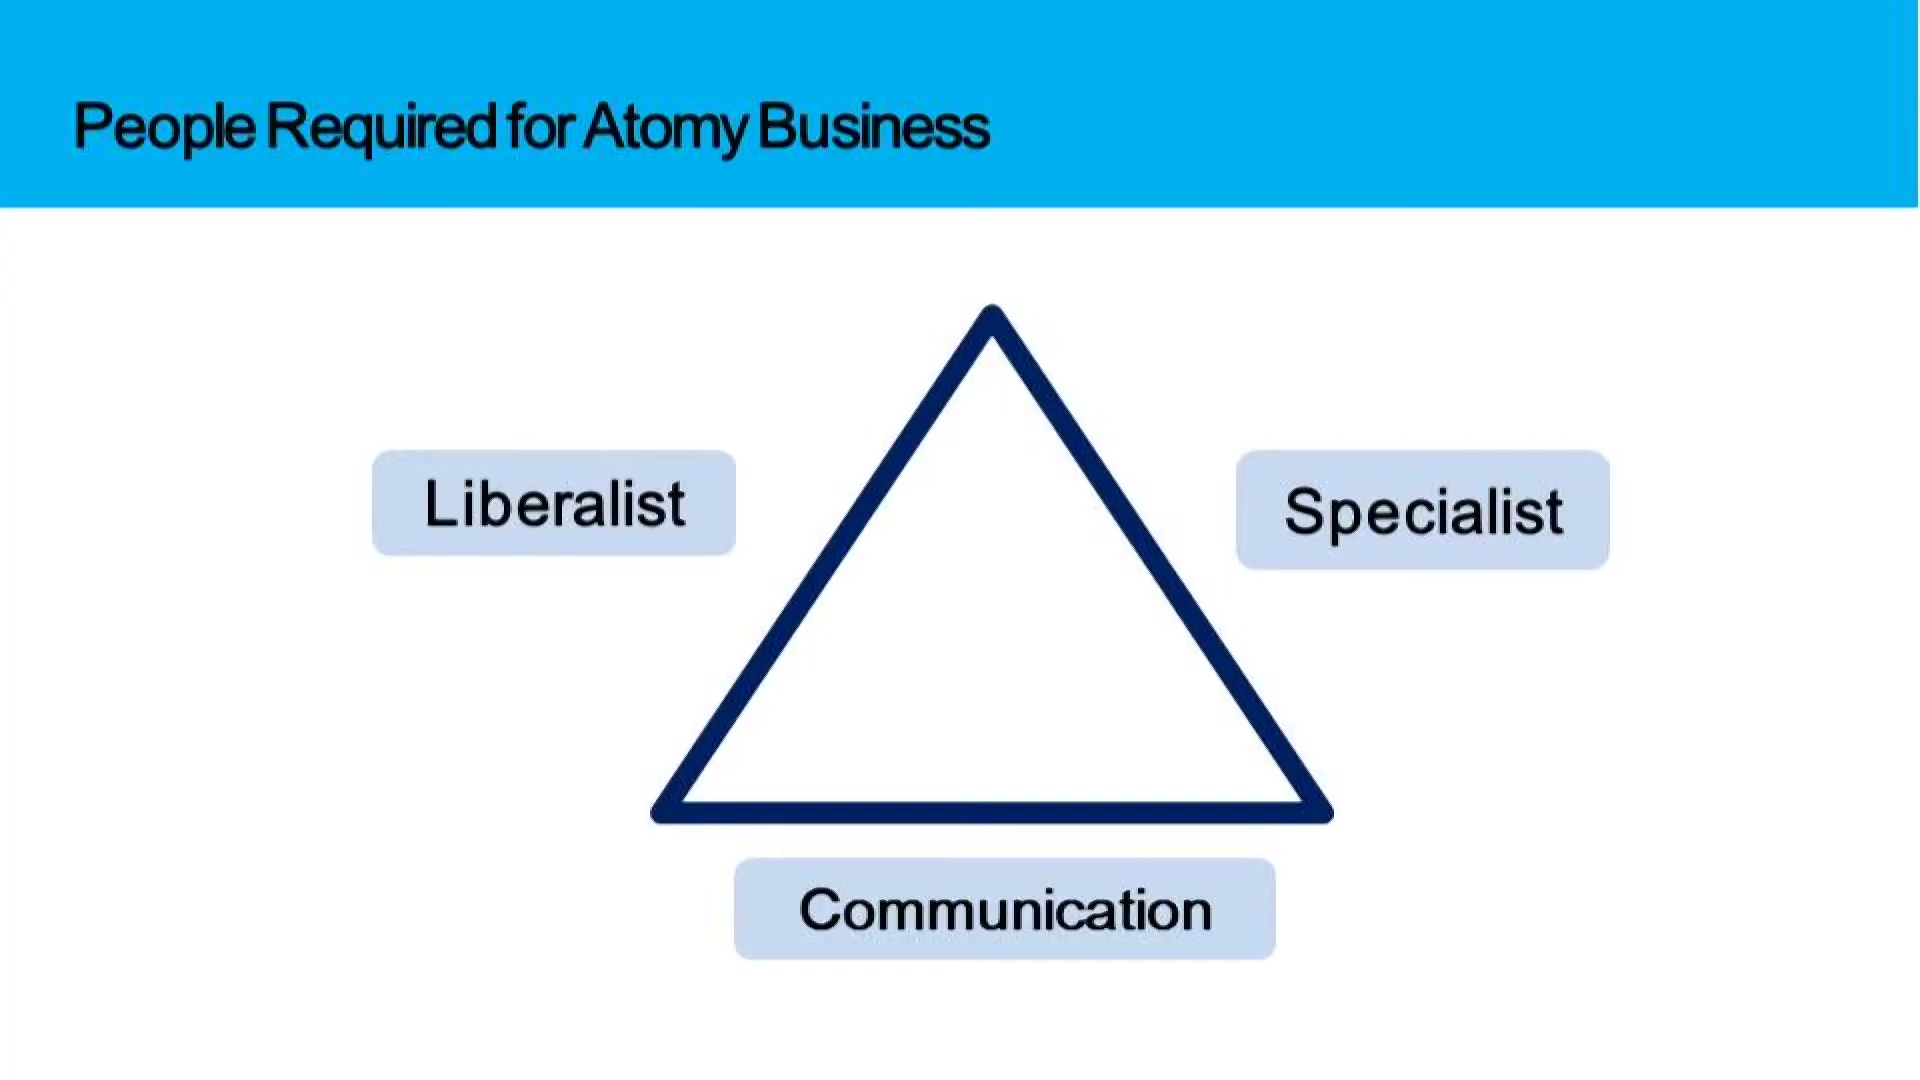 People Required for Atomy Business
Liberalist
Specialist
Communication